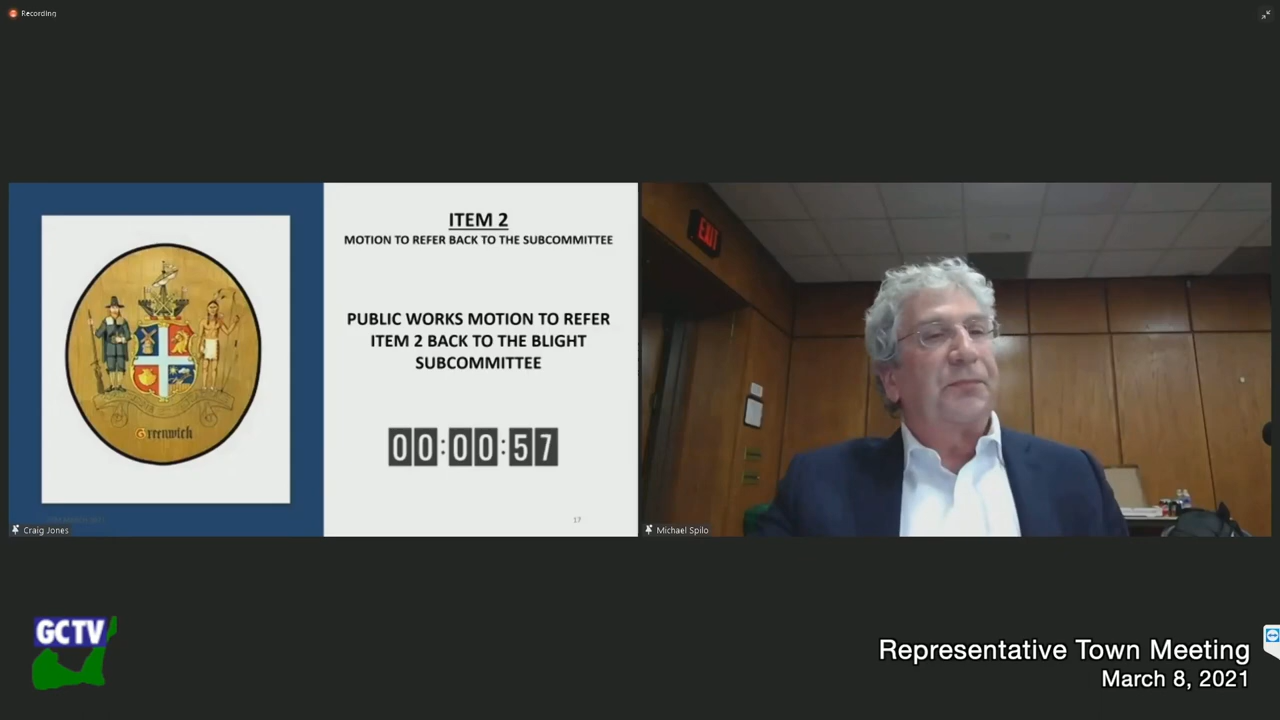 Recording
ITEM 2
MOTION TO REFER BACK TO THE SUBCOMMITTEE
PUBLIC WORKS MOTION TO REFER
ITEM 2 BACK TO THE BLIGHT
SUBCOMMITTEE
00:00:57
17
Greenwich
Craig Jones
EXIT
Michael Spilo
GCTV
Representative Town Meeting
March 8, 2021